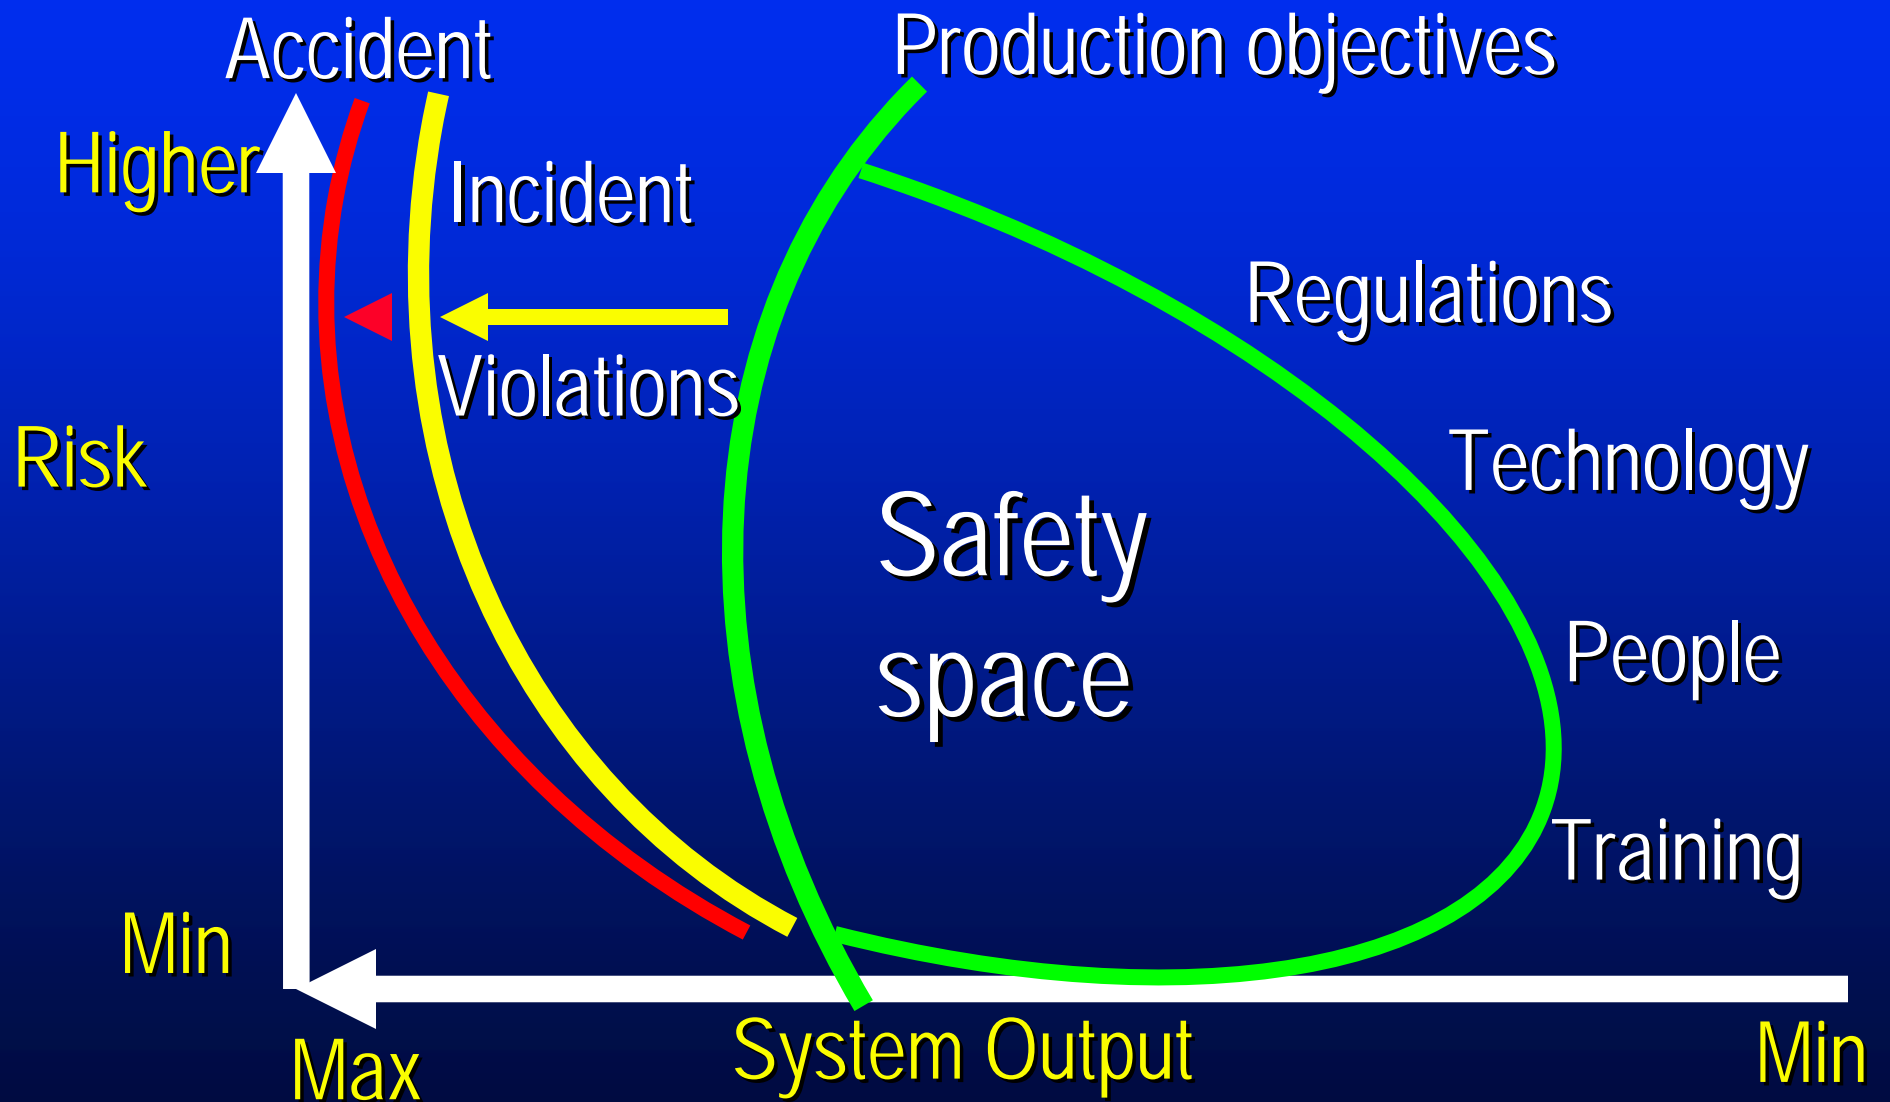 Accident
Production objectives
Higher
Incident
Regulations
Violations
Risk
Technology
Safety
space
People
Training
Min
System Output
Max
Min